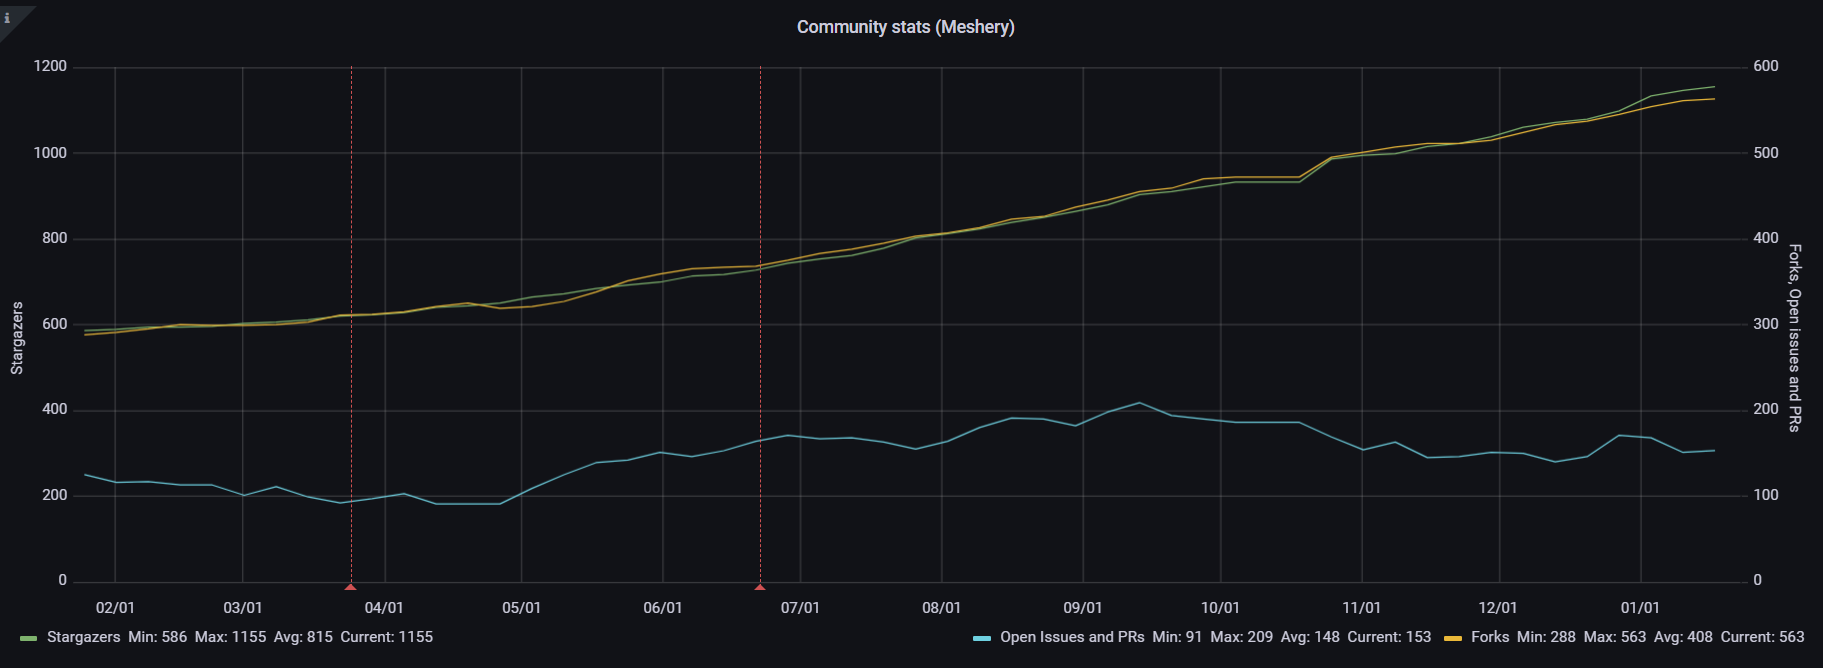 i
Community stats (Meshery)
1200
1000
800
600
400
200
0
Stargazers
600
500
400
300
200
100
0
Forks, Open issues and PRs
02/01 03/01 04/01 05/01 06/01 07/01 08/01 09/01 10/01 11/01 12/01 01/01
Stargazers Min: 586 Max: 1155 Avg: 815 Current: 1155
Open Issues and PRs Min: 91 Max: 209 Avg: 148 Current: 153 Forks Min: 288 Max: 563 Avg: 408 Current: 563